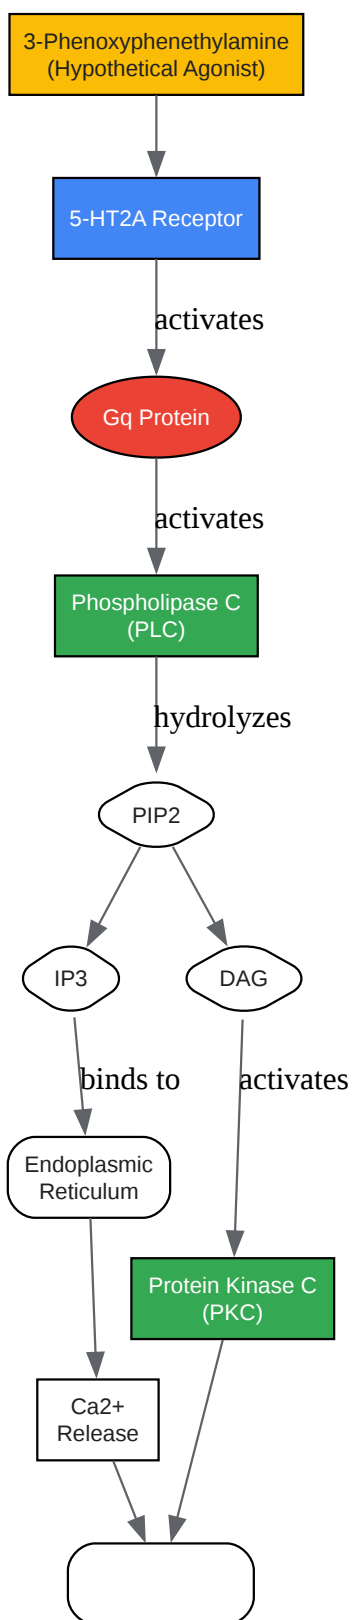 3-Phenoxyphenethylamine
(Hypothetical Agonist)
5-HT2A Receptor
activates
Gq Protein
activates
Phospholipase C
(PLC)
hydrolyzes
PIP2
IP3
DAG
binds to
activates
Endoplasmic
Reticulum
Protein Kinase C
(PKC)
Ca2+
Release